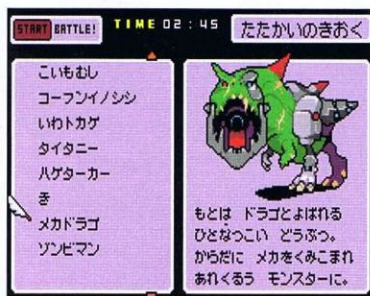 START BATTLE!
TIME 02:45
たたかいのきおく
こいもむし
コーフンイノシシ
いわトカゲ
タイタニー
ハゲターカー
き
メカドラゴ
ゾンビマン
もとは ドラゴとよばれる
ひとなつこい どうぶつ。
からだに メカをくみこまれ
あれくるう モンスターに。